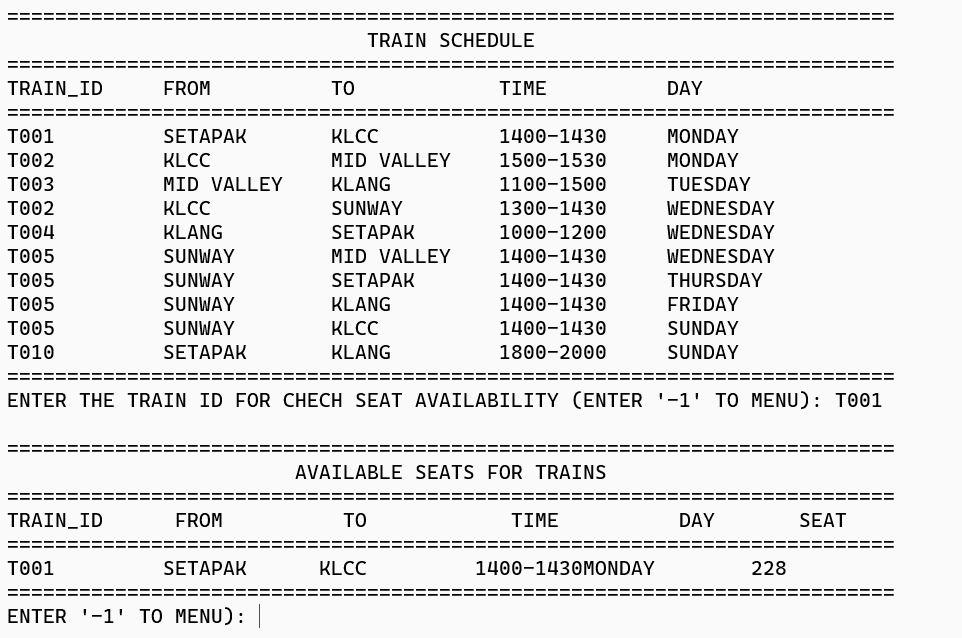 ==========================================================================
TRAIN SCHEDULE
==========================================================================
TRAIN_ID     FROM          TO            TIME          DAY
==========================================================================
T001         SETAPAK       KLCC          1400-1430     MONDAY
T002         KLCC          MID VALLEY    1500-1530     MONDAY
T003         MID VALLEY    KLANG         1100-1500     TUESDAY
T002         KLCC          SUNWAY        1300-1430     WEDNESDAY
T004         KLANG         SETAPAK       1000-1200     WEDNESDAY
T005         SUNWAY        MID VALLEY    1400-1430     WEDNESDAY
T005         SUNWAY        SETAPAK       1400-1430     THURSDAY
T005         SUNWAY        KLANG         1400-1430     FRIDAY
T005         SUNWAY        KLCC          1400-1430     SUNDAY
T010         SETAPAK       KLANG         1800-2000     SUNDAY
==========================================================================
ENTER THE TRAIN ID FOR CHECH SEAT AVAILABILITY (ENTER '-1' TO MENU): T001
==========================================================================
AVAILABLE SEATS FOR TRAINS
==========================================================================
TRAIN_ID      FROM          TO            TIME          DAY       SEAT
==========================================================================
T001         SETAPAK      KLCC         1400-1430MONDAY        228
==========================================================================
ENTER '-1' TO MENU):